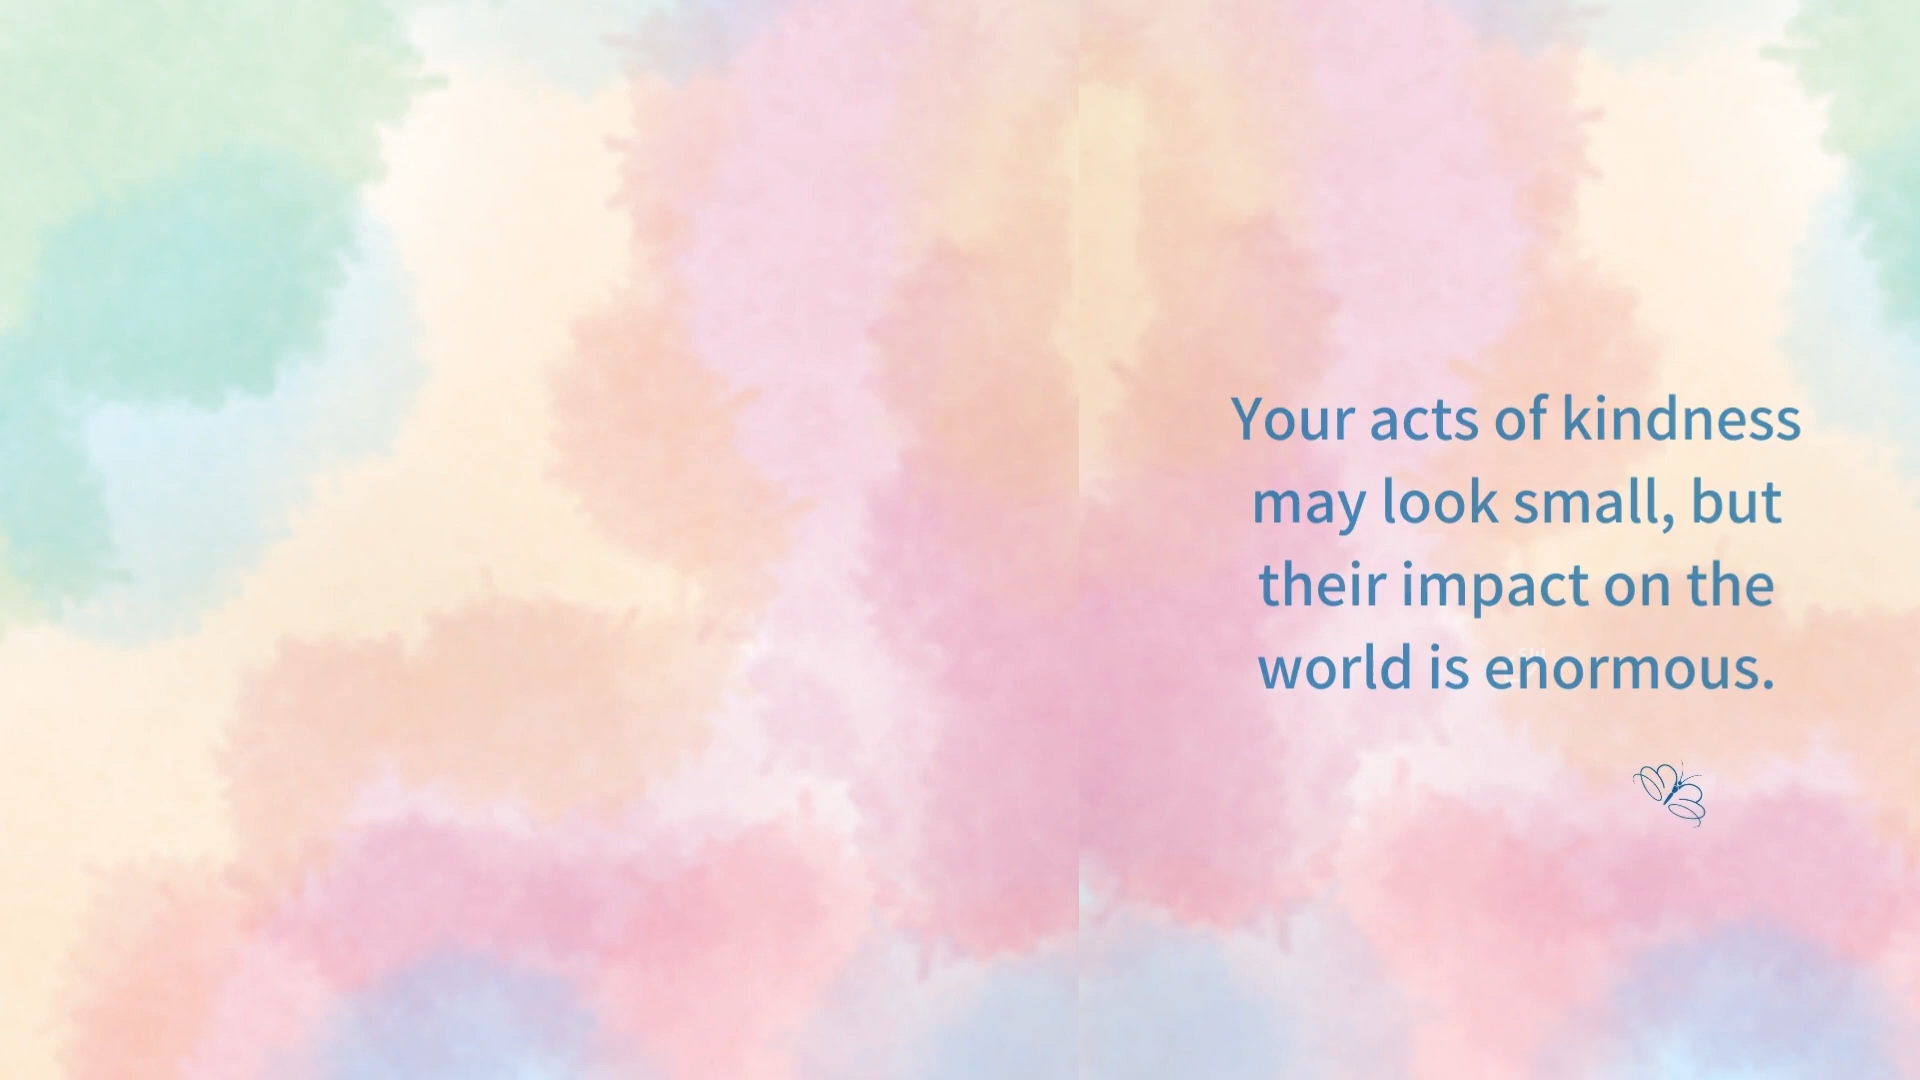 Your acts of kindness
may look small, but
their impact on the
world is enormous.